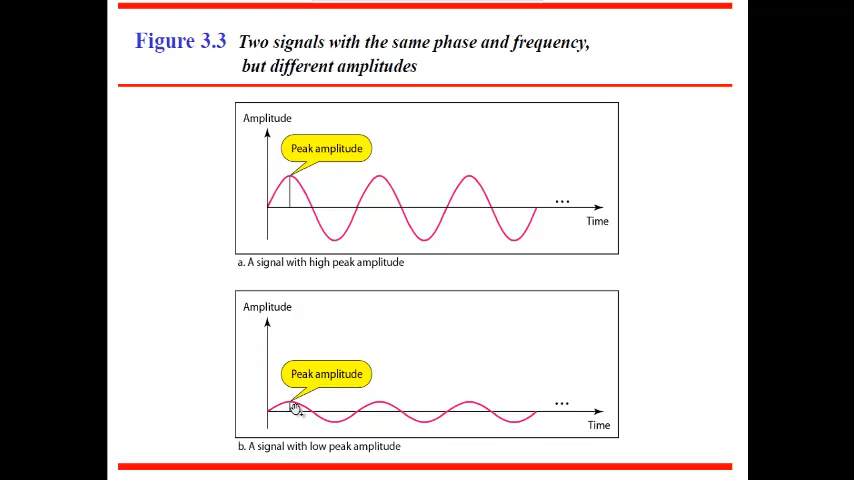 Figure 3.3 Two signals with the same phase and frequency,
but different amplitudes
Amplitude
Peak amplitude
...
Time
a. A signal with high peak amplitude
Amplitude
Peak amplitude
...
Time
b. A signal with low peak amplitude